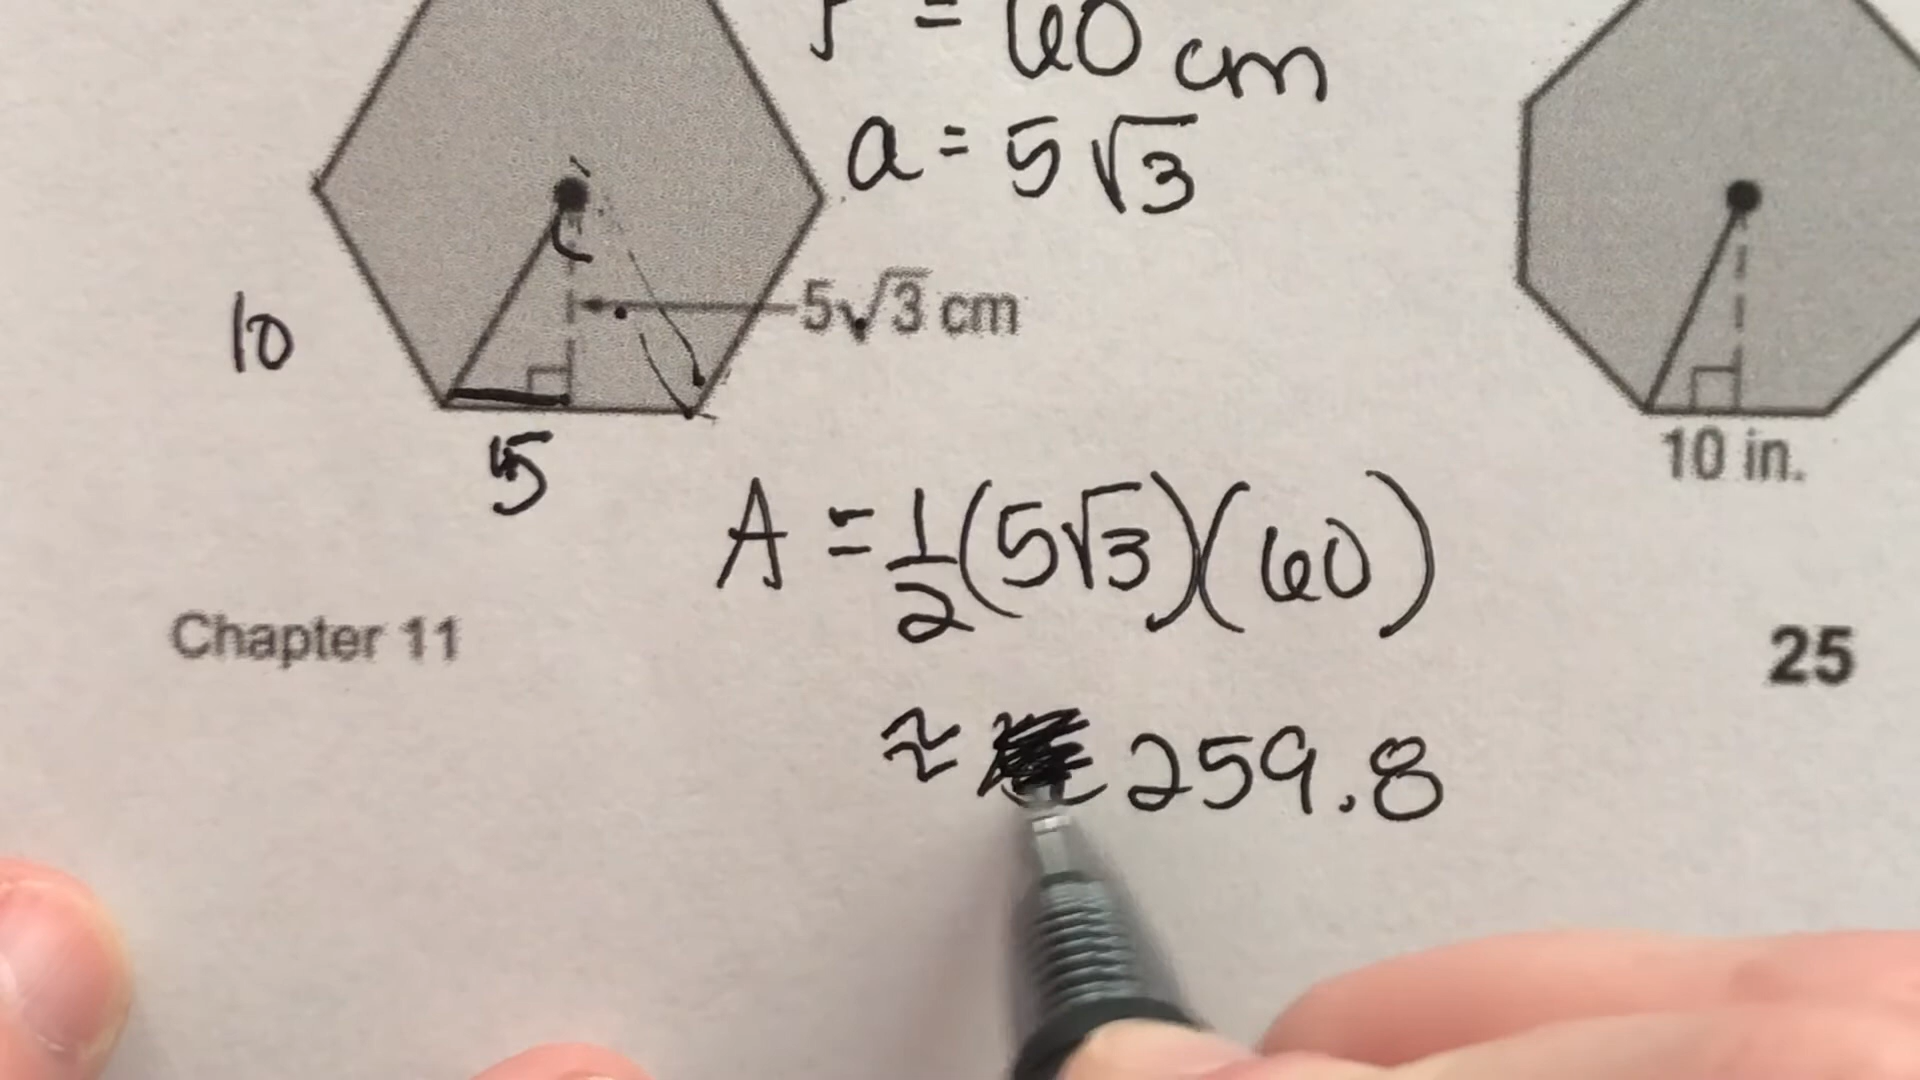 = 60 cm
a = 5√3
10
5√3 cm
5
10 in.
A = 1/2 (5√3)(60)
Chapter 11
25
≈ 259.8